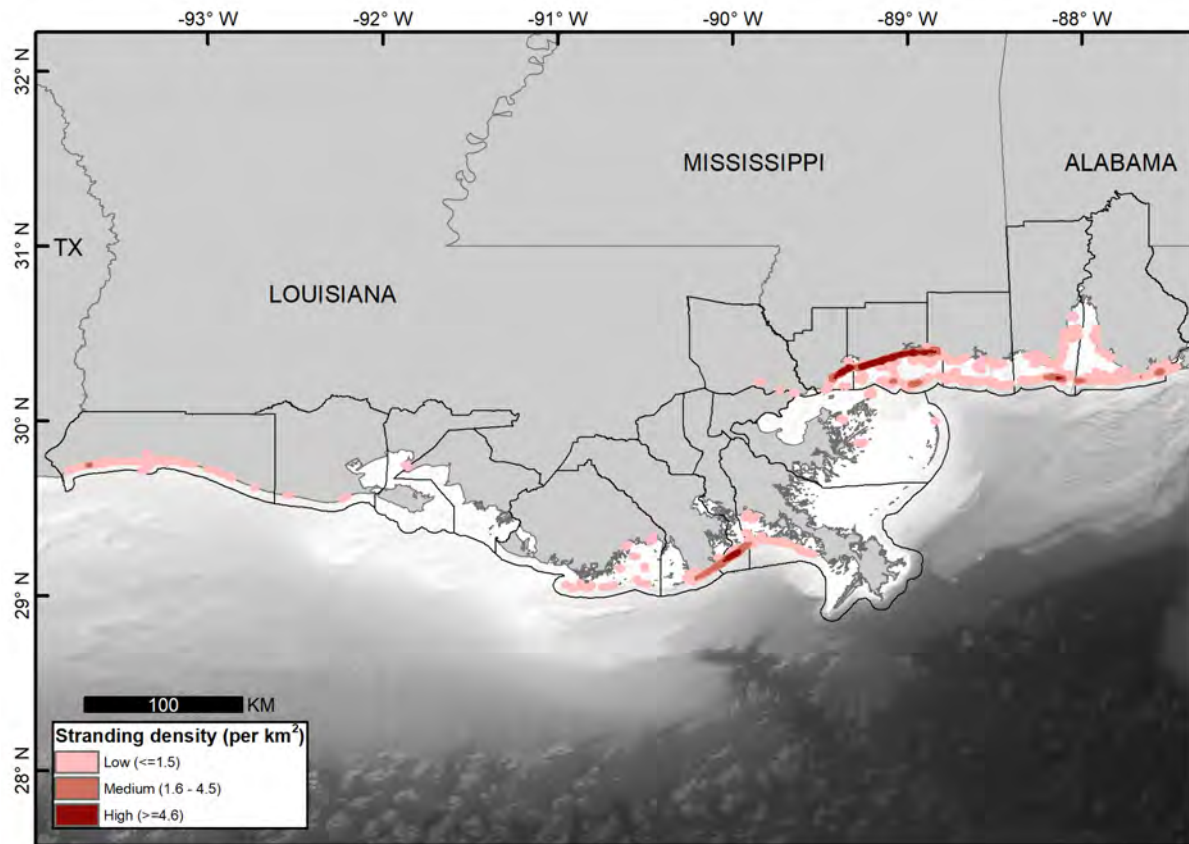 -93° W
-92° W
-91° W
-90° W
-89° W
-88° W
32° N
MISSISSIPPI
ALABAMA
31° N
TX
LOUISIANA
30° N
29° N
100 KM
28° N
Stranding density (per km²)
Low (<=1.5)
Medium (1.6 - 4.5)
High (>=4.6)